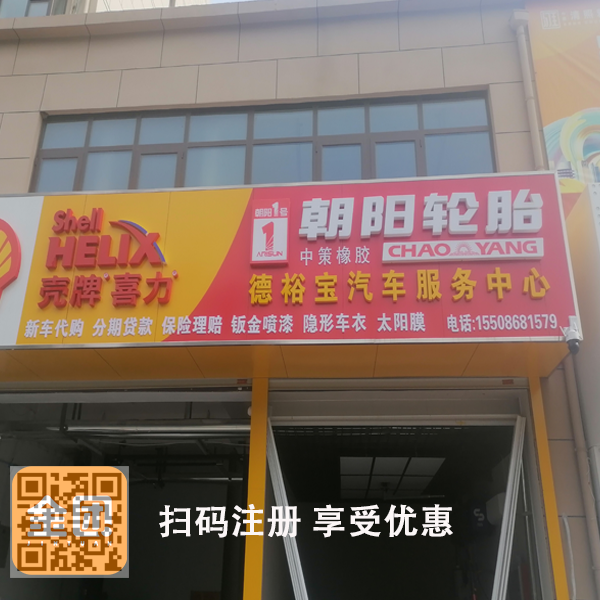 Shell
HELIX
壳牌 喜力
朝阳1号
1
ARISUN
朝阳轮胎
中策橡胶
CHAO YANG
德裕宝汽车服务中心
新车代购 分期贷款 保险理赔 钣金喷漆 隐形车衣 太阳膜 电话:15508681579
全团
扫码注册 享受优惠